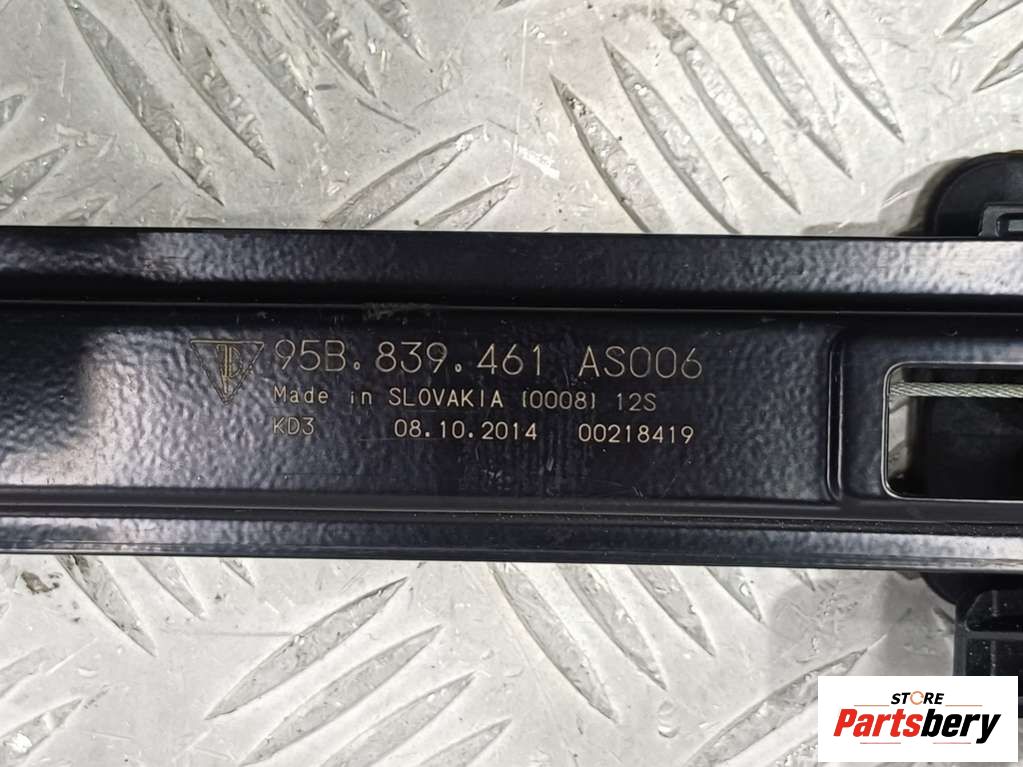 95B.839.461 AS006
Made in SLOVAKIA (0008) 12S
KD3 08.10.2014 00218419
STORE
Partsbery